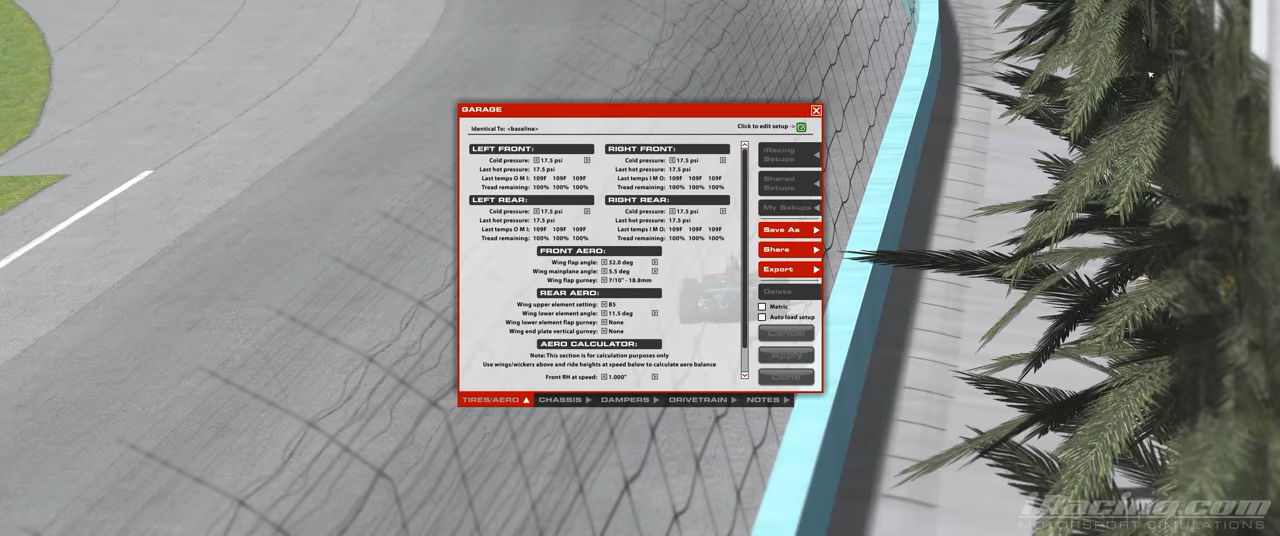 GARAGE
Identical To: <baseline>
Click to edit setup ->
LEFT FRONT:
Cold pressure: 17.5 psi
Last hot pressure: 17.5 psi
Last temps O M I: 109F 109F 109F
Tread remaining: 100% 100% 100%
RIGHT FRONT:
Cold pressure: 17.5 psi
Last hot pressure: 17.5 psi
Last temps I M O: 109F 109F 109F
Tread remaining: 100% 100% 100%
LEFT REAR:
Cold pressure: 17.5 psi
Last hot pressure: 17.5 psi
Last temps O M I: 109F 109F 109F
Tread remaining: 100% 100% 100%
RIGHT REAR:
Cold pressure: 17.5 psi
Last hot pressure: 17.5 psi
Last temps I M O: 109F 109F 109F
Tread remaining: 100% 100% 100%
FRONT AERO:
Wing flap angle: 32.0 deg
Wing mainplane angle: 5.5 deg
Wing flap gurney: 7/10" - 18.8mm
REAR AERO:
Wing upper element setting: B5
Wing lower element angle: 11.5 deg
Wing lower element flap gurney: None
Wing end plate vertical gurney: None
AERO CALCULATOR:
Note: This section is for calculation purposes only
Use wings/wickers above and ride heights at speed below to calculate aero balance
Front RH at speed: 1.000"
iRacing
Setups
Shared
Setups
My Setups
Save As
Share
Export
Delete
Metric
Auto load setup
Cancel
Apply
Done
TIRES/AERO CHASSIS DAMPERS DRIVETRAIN NOTES
iRacing.com
MOTORSPORT SIMULATIONS